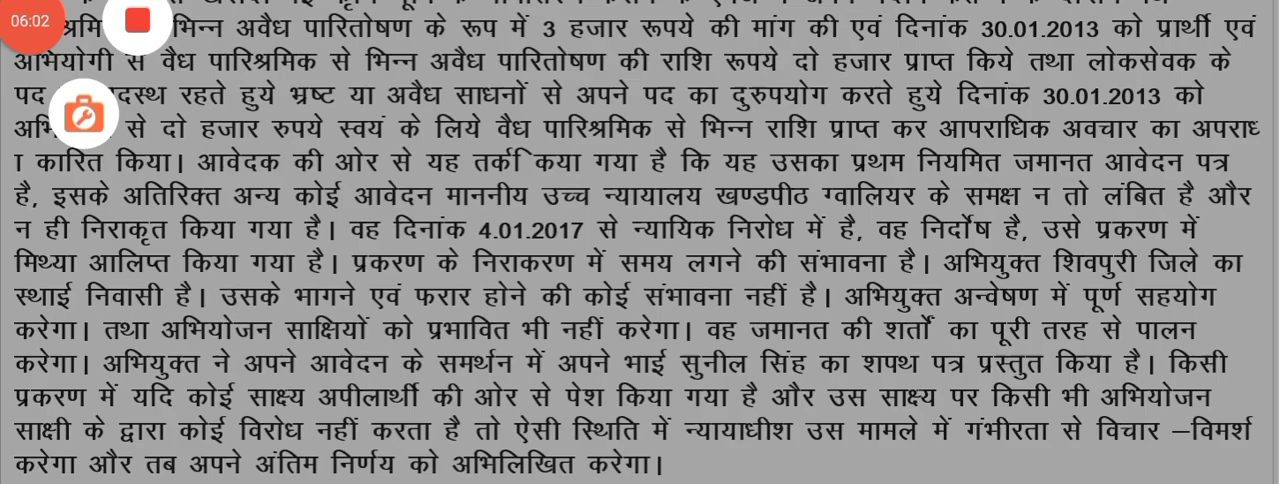 06:02
श्रमि भिन्न अवैध पारितोषण के रूप में 3 हजार रूपये की मांग की एवं दिनांक 30.01.2013 को प्रार्थी एवं
अभियोगी से वैध पारिश्रमिक से भिन्न अवैध पारितोषण की राशि रूपये दो हजार प्राप्त किये तथा लोकसेवक के
पद दस्थ रहते हुये भ्रष्ट या अवैध साधनों से अपने पद का दुरुपयोग करते हुये दिनांक 30.01.2013 को
अभि से दो हजार रुपये स्वयं के लिये वैध पारिश्रमिक से भिन्न राशि प्राप्त कर आपराधिक अवचार का अपराध
ा कारित किया। आवेदक की ओर से यह तर्क िकया गया है कि यह उसका प्रथम नियमित जमानत आवेदन पत्र
है, इसके अतिरिक्त अन्य कोई आवेदन माननीय उच्च न्यायालय खण्डपीठ ग्वालियर के समक्ष न तो लंबित है और
न ही निराकृत किया गया है। वह दिनांक 4.01.2017 से न्यायिक निरोध में है, वह निर्दोष है, उसे प्रकरण में
मिथ्या आलिप्त किया गया है। प्रकरण के निराकरण में समय लगने की संभावना है। अभियुक्त शिवपुरी जिले का
स्थाई निवासी है। उसके भागने एवं फरार होने की कोई संभावना नहीं है। अभियुक्त अन्वेषण में पूर्ण सहयोग
करेगा। तथा अभियोजन साक्षियों को प्रभावित भी नहीं करेगा। वह जमानत की शर्तों का पूरी तरह से पालन
करेगा। अभियुक्त ने अपने आवेदन के समर्थन में अपने भाई सुनील सिंह का शपथ पत्र प्रस्तुत किया है। किसी
प्रकरण में यदि कोई साक्ष्य अपीलार्थी की ओर से पेश किया गया है और उस साक्ष्य पर किसी भी अभियोजन
साक्षी के द्वारा कोई विरोध नहीं करता है तो ऐसी स्थिति में न्यायाधीश उस मामले में गंभीरता से विचार –विमर्श
करेगा और तब अपने अंतिम निर्णय को अभिलिखित करेगा।